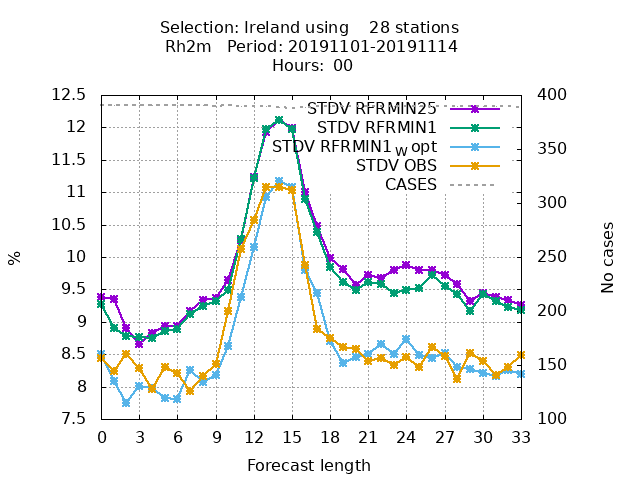 Selection: Ireland using    28 stations
Rh2m   Period: 20191101-20191114
Hours:  00
STDV RFRMIN25
STDV RFRMIN1
STDV RFRMIN1_W opt
STDV OBS
CASES
12.5
12
11.5
11
10.5
10
9.5
9
8.5
8
7.5
%
400
350
300
250
200
150
100
No cases
0 3 6 9 12 15 18 21 24 27 30 33
Forecast length